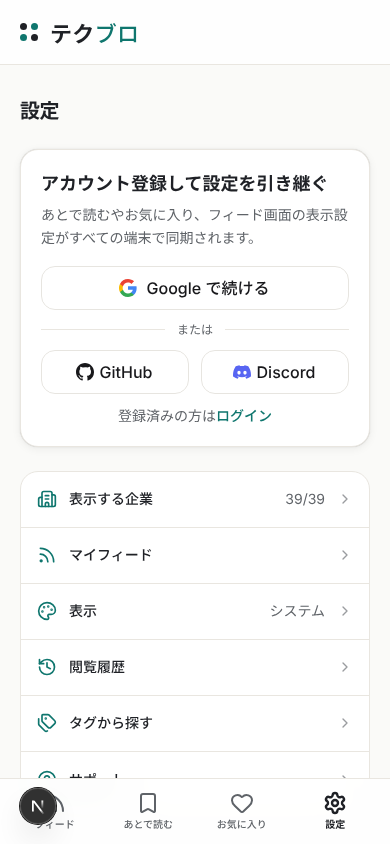 テクブロ
設定
アカウント登録して設定を引き継ぐ
あとで読むやお気に入り、フィード画面の表示設
定がすべての端末で同期されます。
Google で続ける
または
GitHub
Discord
登録済みの方はログイン
表示する企業 39/39
マイフィード
表示 システム
閲覧履歴
タグから探す
サポート
N
ィード
あとで読む
お気に入り
設定